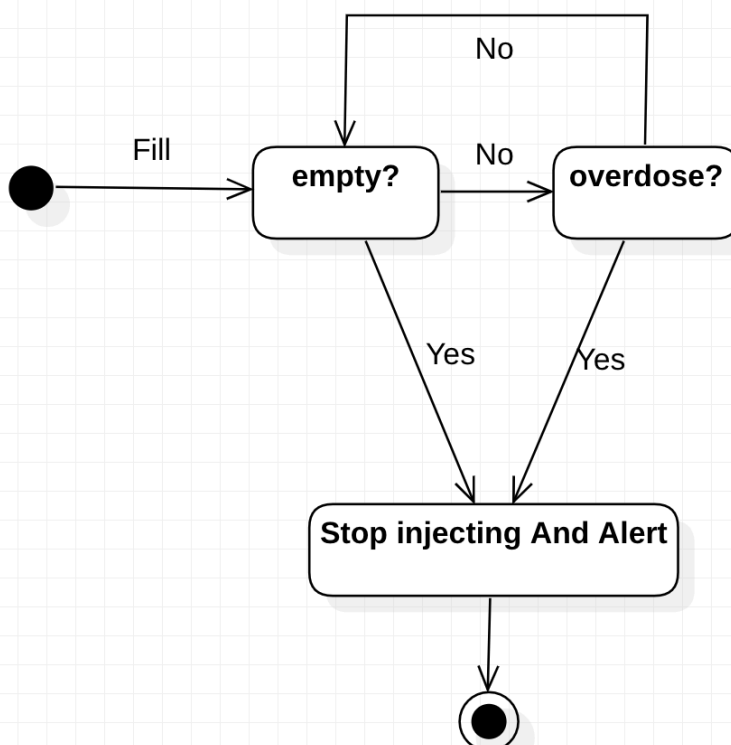 No
Fill
No
empty?
overdose?
Yes
Yes
Stop injecting And Alert